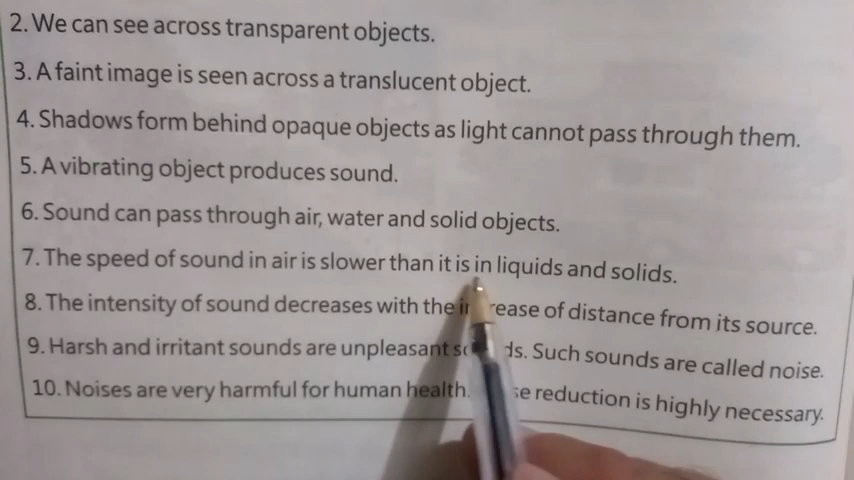 2. We can see across transparent objects.
3. A faint image is seen across a translucent object.
4. Shadows form behind opaque objects as light cannot pass through them.
5. A vibrating object produces sound.
6. Sound can pass through air, water and solid objects.
7. The speed of sound in air is slower than it is in liquids and solids.
8. The intensity of sound decreases with the increase of distance from its source.
9. Harsh and irritant sounds are unpleasant sounds. Such sounds are called noise.
10. Noises are very harmful for human health. reduction is highly necessary.